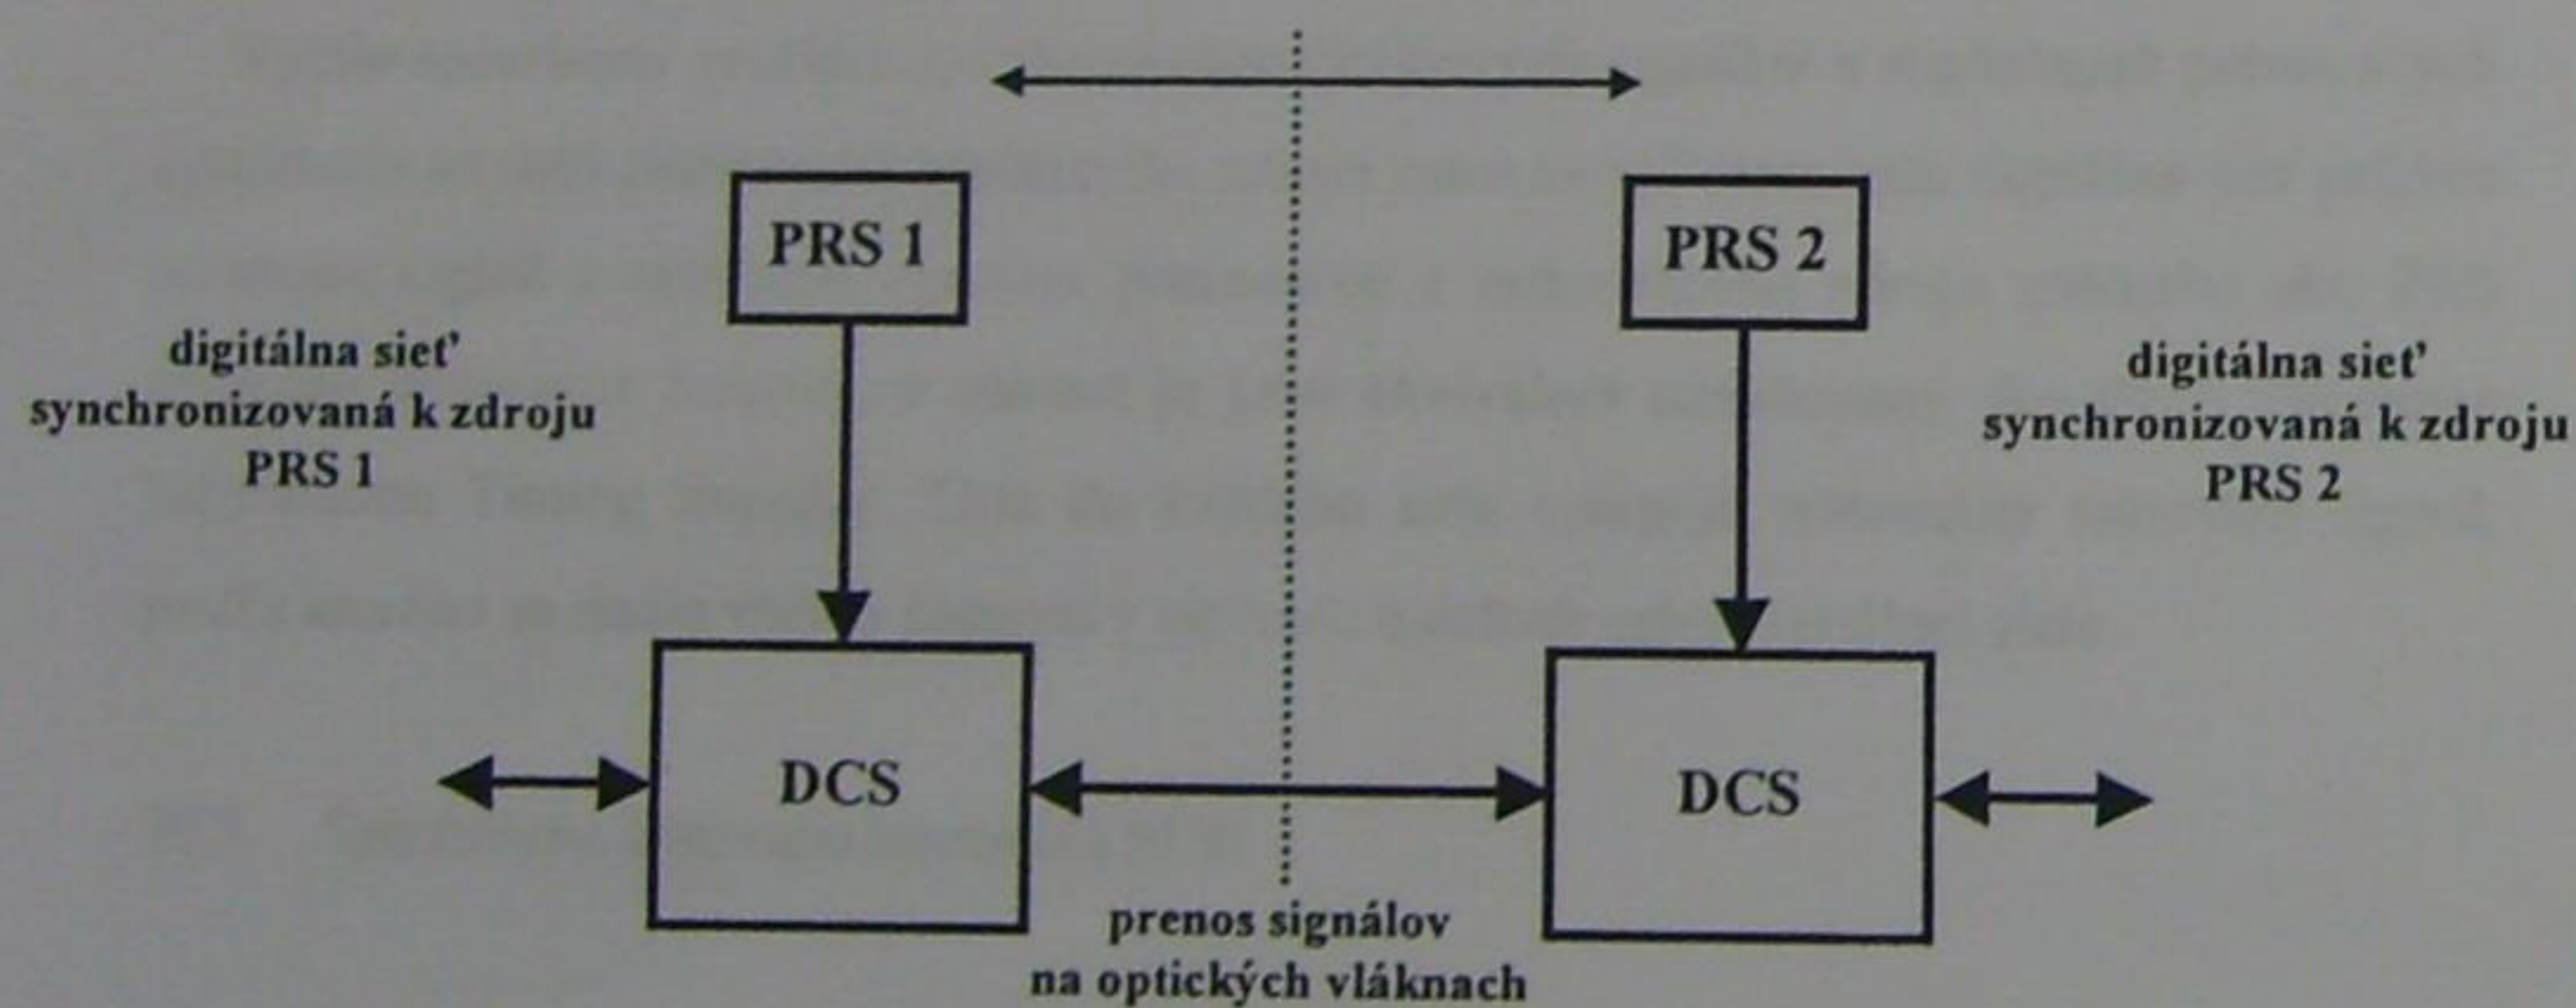 PRS 1
PRS 2
digitálna sieť
synchronizovaná k zdroju
PRS 1
digitálna sieť
synchronizovaná k zdroju
PRS 2
DCS
DCS
prenos signálov
na optických vláknach